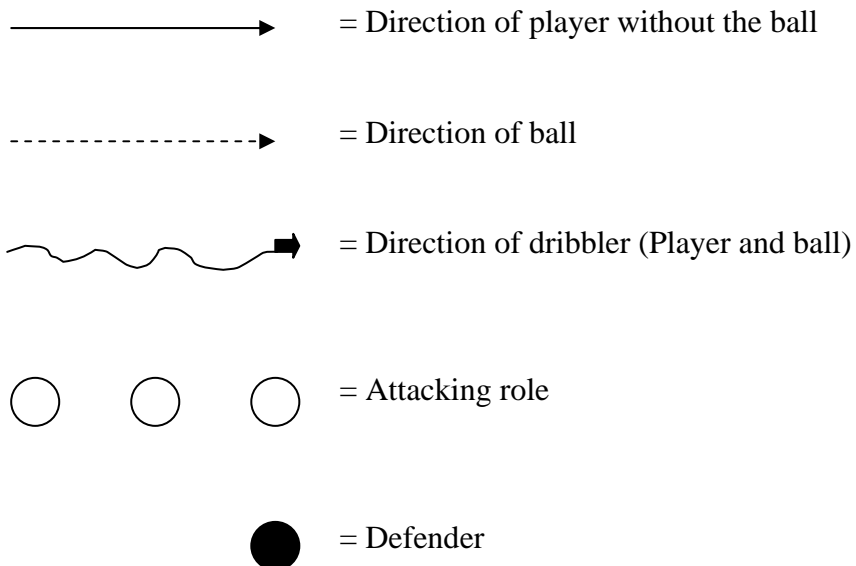 = Direction of player without the ball
= Direction of ball
= Direction of dribbler (Player and ball)
= Attacking role
= Defender